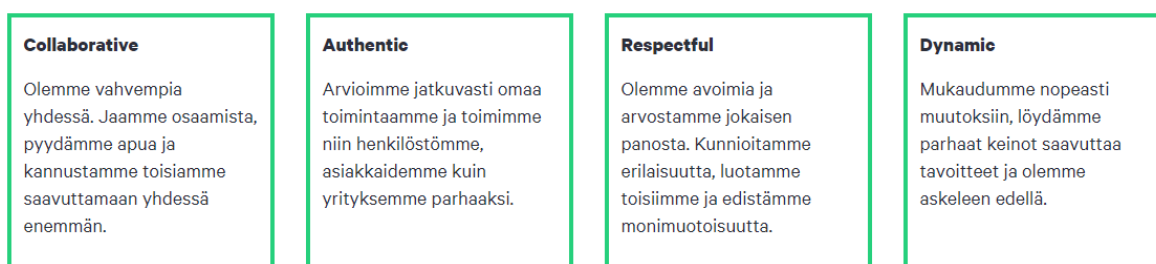 Collaborative
Olemme vahvempia
yhdessä. Jaamme osaamista,
pyydämme apua ja
kannustamme toisiamme
saavuttamaan yhdessä
enemmän.
Authentic
Arvioimme jatkuvasti omaa
toimintaamme ja toimimme
niin henkilöstömme,
asiakkaidemme kuin
yrityksemme parhaaksi.
Respectful
Olemme avoimia ja
arvostamme jokaisen
panosta. Kunnioitamme
erilaisuutta, luotamme
toisiimme ja edistämme
monimuotoisuutta.
Dynamic
Mukaudumme nopeasti
muutoksiin, löydämme
parhaat keinot saavuttaa
tavoitteet ja olemme
askeleen edellä.